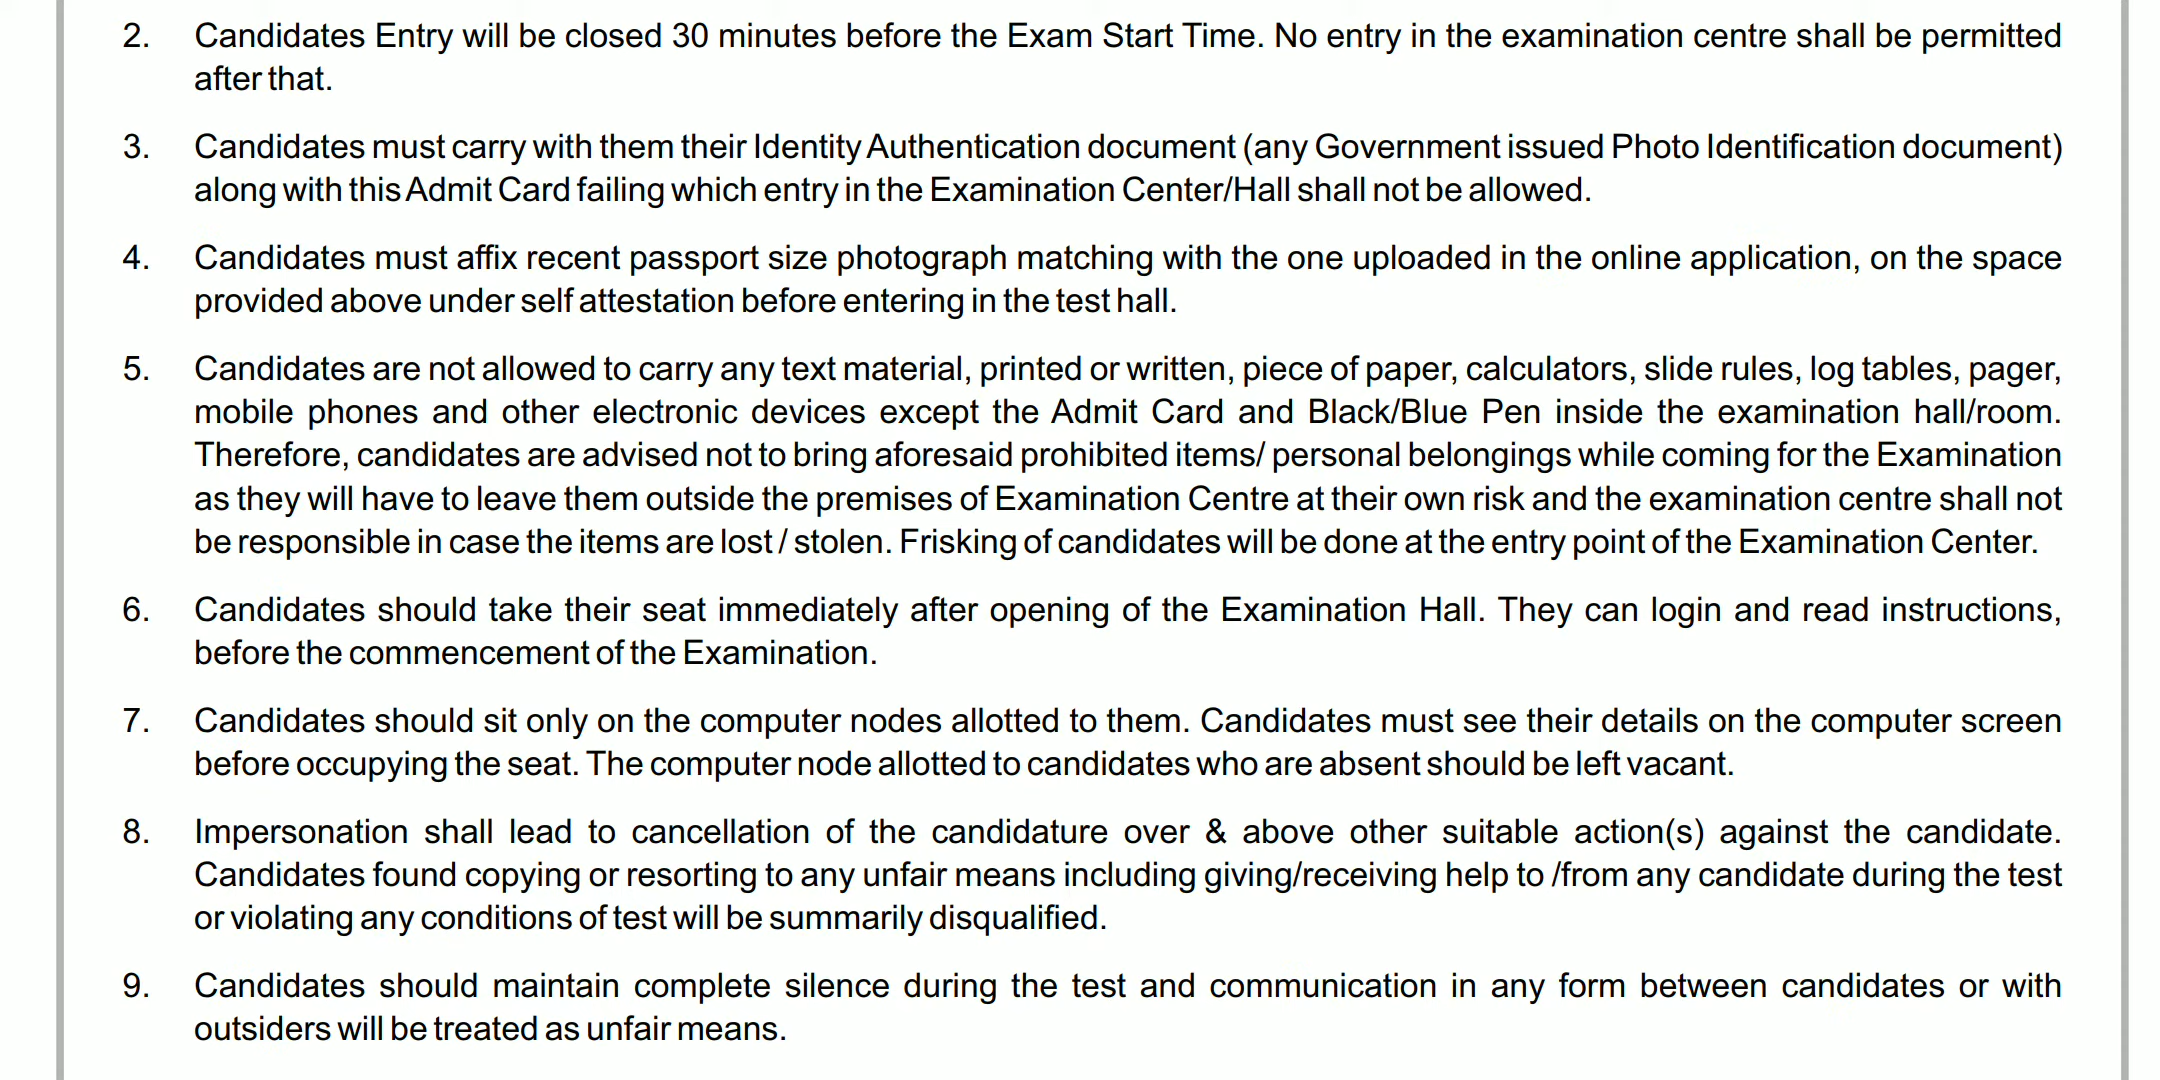 2. Candidates Entry will be closed 30 minutes before the Exam Start Time. No entry in the examination centre shall be permitted
after that.
3. Candidates must carry with them their Identity Authentication document (any Government issued Photo Identification document)
along with this Admit Card failing which entry in the Examination Center/Hall shall not be allowed.
4. Candidates must affix recent passport size photograph matching with the one uploaded in the online application, on the space
provided above under self attestation before entering in the test hall.
5. Candidates are not allowed to carry any text material, printed or written, piece of paper, calculators, slide rules, log tables, pager,
mobile phones and other electronic devices except the Admit Card and Black/Blue Pen inside the examination hall/room.
Therefore, candidates are advised not to bring aforesaid prohibited items/ personal belongings while coming for the Examination
as they will have to leave them outside the premises of Examination Centre at their own risk and the examination centre shall not
be responsible in case the items are lost / stolen. Frisking of candidates will be done at the entry point of the Examination Center.
6. Candidates should take their seat immediately after opening of the Examination Hall. They can login and read instructions,
before the commencement of the Examination.
7. Candidates should sit only on the computer nodes allotted to them. Candidates must see their details on the computer screen
before occupying the seat. The computer node allotted to candidates who are absent should be left vacant.
8. Impersonation shall lead to cancellation of the candidature over & above other suitable action(s) against the candidate.
Candidates found copying or resorting to any unfair means including giving/receiving help to /from any candidate during the test
or violating any conditions of test will be summarily disqualified.
9. Candidates should maintain complete silence during the test and communication in any form between candidates or with
outsiders will be treated as unfair means.